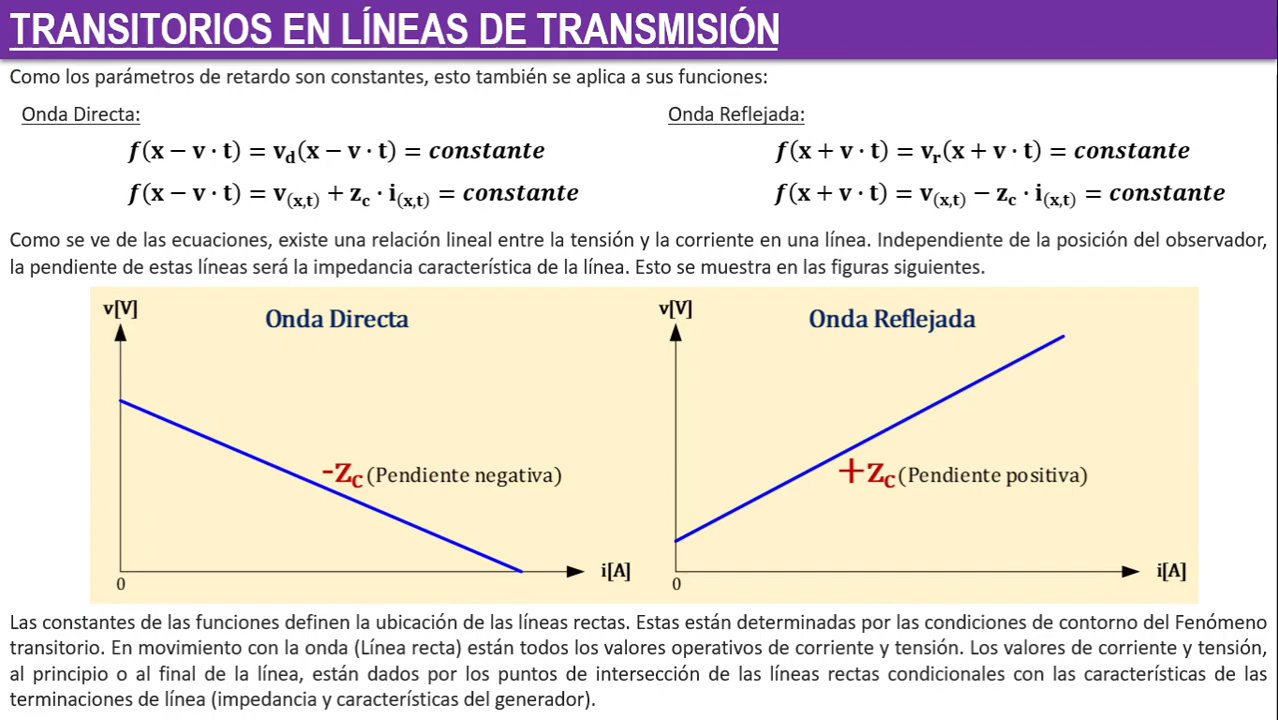 TRANSITORIOS EN LÍNEAS DE TRANSMISIÓN
Como los parámetros de retardo son constantes, esto también se aplica a sus funciones:
Onda Directa:
f(x − v · t) = v_d(x − v · t) = constante
f(x − v · t) = v_(x,t) + z_c · i_(x,t) = constante
Onda Reflejada:
f(x + v · t) = v_r(x + v · t) = constante
f(x + v · t) = v_(x,t) − z_c · i_(x,t) = constante
Como se ve de las ecuaciones, existe una relación lineal entre la tensión y la corriente en una línea. Independiente de la posición del observador,
la pendiente de estas líneas será la impedancia característica de la línea. Esto se muestra en las figuras siguientes.
v[V]
Onda Directa
-Z_C (Pendiente negativa)
0
i[A]
v[V]
Onda Reflejada
+Z_C (Pendiente positiva)
0
i[A]
Las constantes de las funciones definen la ubicación de las líneas rectas. Estas están determinadas por las condiciones de contorno del Fenómeno
transitorio. En movimiento con la onda (Línea recta) están todos los valores operativos de corriente y tensión. Los valores de corriente y tensión,
al principio o al final de la línea, están dados por los puntos de intersección de las líneas rectas condicionales con las características de las
terminaciones de línea (impedancia y características del generador).